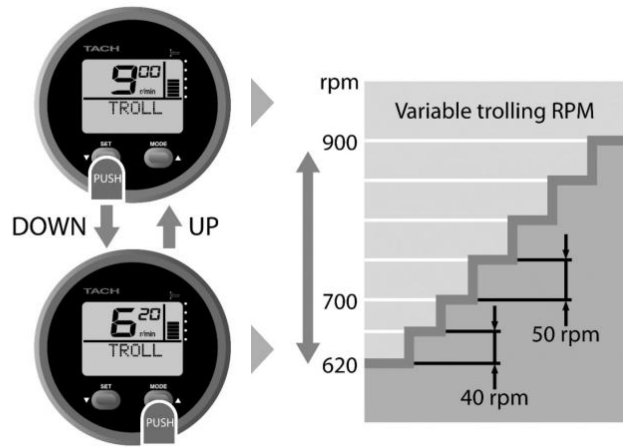 TACH
900
r/min
TROLL
SET
MODE
PUSH
DOWN
UP
TACH
620
r/min
TROLL
SET
MODE
PUSH
rpm
Variable trolling RPM
900
700
620
50 rpm
40 rpm